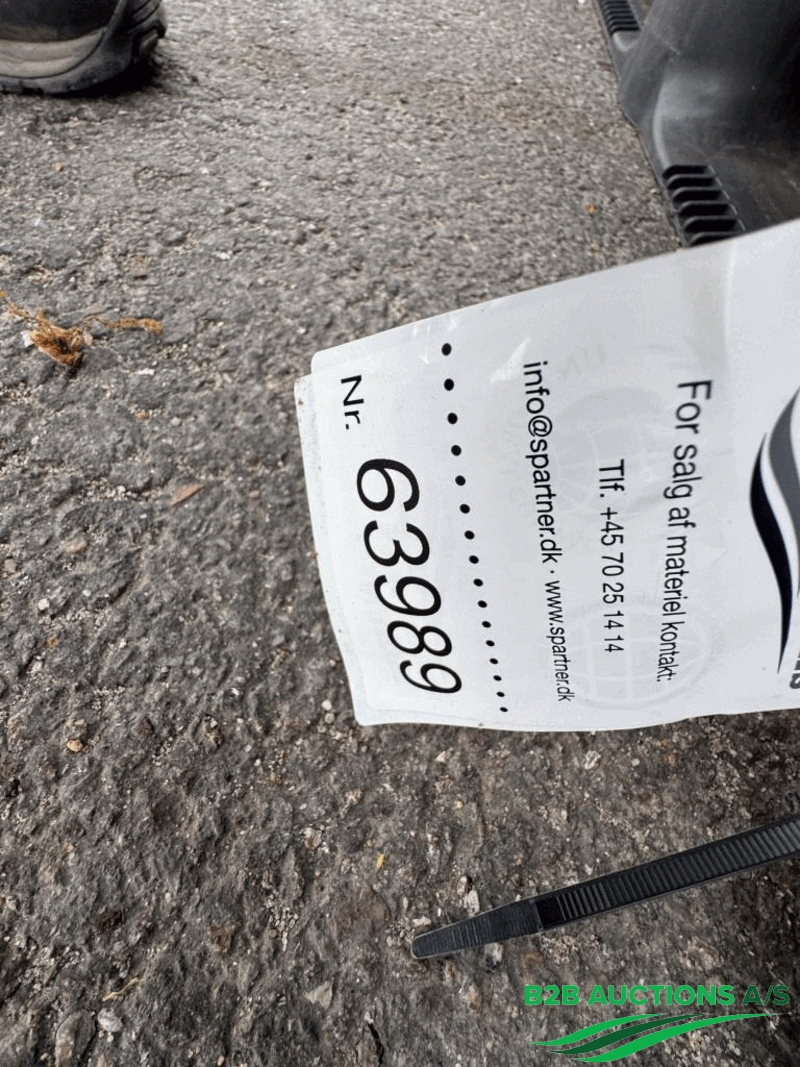 For salg af materiel kontakt:
Tlf. +45 70 25 14 14
info@spartner.dk · www.spartner.dk
Nr. 63989
B2B AUCTIONS A/S